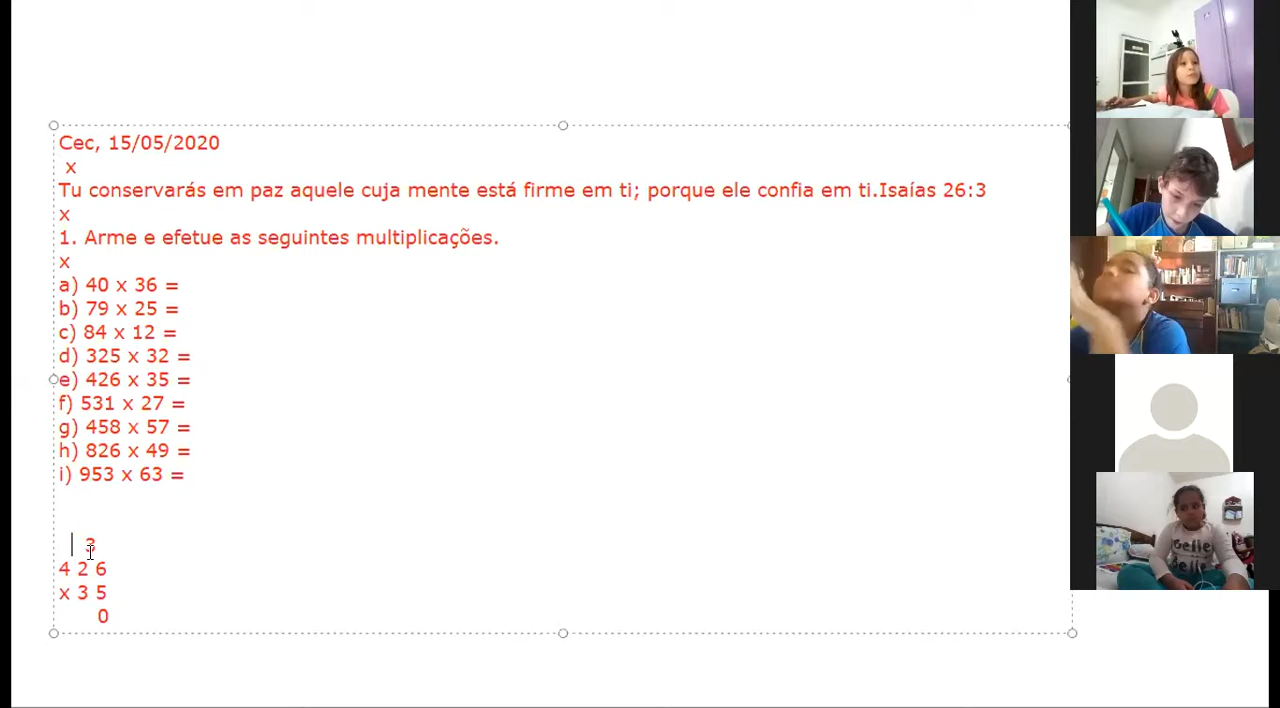 Cec, 15/05/2020
x
Tu conservarás em paz aquele cuja mente está firme em ti; porque ele confia em ti.Isaías 26:3
x
1. Arme e efetue as seguintes multiplicações.
x
a) 40 x 36 =
b) 79 x 25 =
c) 84 x 12 =
d) 325 x 32 =
e) 426 x 35 =
f) 531 x 27 =
g) 458 x 57 =
h) 826 x 49 =
i) 953 x 63 =
3
4 2 6
x 3 5
0